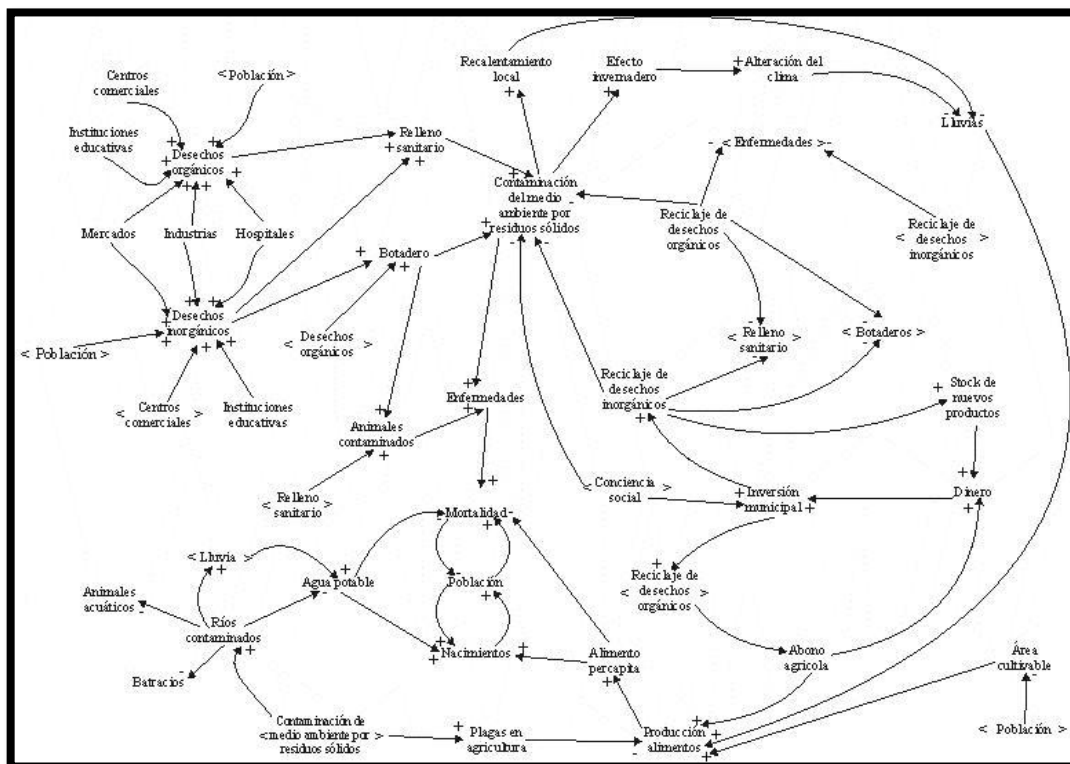 Centros
comerciales
< Población >
Instituciones
educativas
Desechos
orgánicos
Mercados
Industrias
Hospitales
Desechos
inorgánicos
< Población >
< Centros
comerciales >
Instituciones
educativas
Relleno
sanitario
Botadero
< Desechos
orgánicos >
Animales
contaminados
< Relleno
sanitario >
Enfermedades
Recalentamiento
local
Efecto
invernadero
Alteración del
clima
Lluvias
Contaminación
del medio
ambiente por
residuos sólidos
< Enfermedades >
Reciclaje de
desechos
orgánicos
Reciclaje de
< desechos >
inorgánicos
< Relleno
sanitario >
< Botaderos >
Reciclaje de
desechos
inorgánicos
Stock de
nuevos
productos
< Conciencia >
social
Inversión
municipal
Dinero
Mortalidad
Población
Nacimientos
Reciclaje de
< desechos >
orgánicos
< Lluvia >
Agua potable
Animales
acuáticos
Ríos
contaminados
Batracios
Alimento
percapita
Abono
agricola
Área
cultivable
Contaminación de
< medio ambiente por >
residuos sólidos
Plagas en
agricultura
Producción
alimentos
< Población >